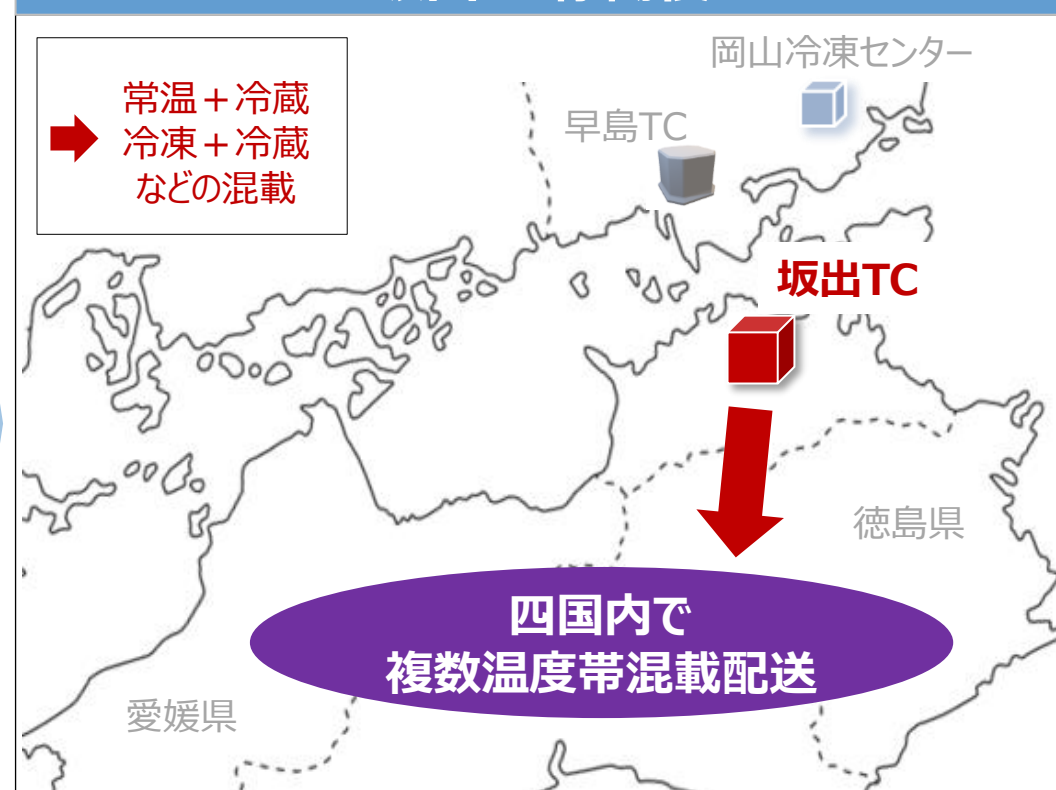 岡山冷凍センター
常温＋冷蔵
冷凍＋冷蔵
などの混載
早島TC
坂出TC
徳島県
四国内で
複数温度帯混載配送
愛媛県